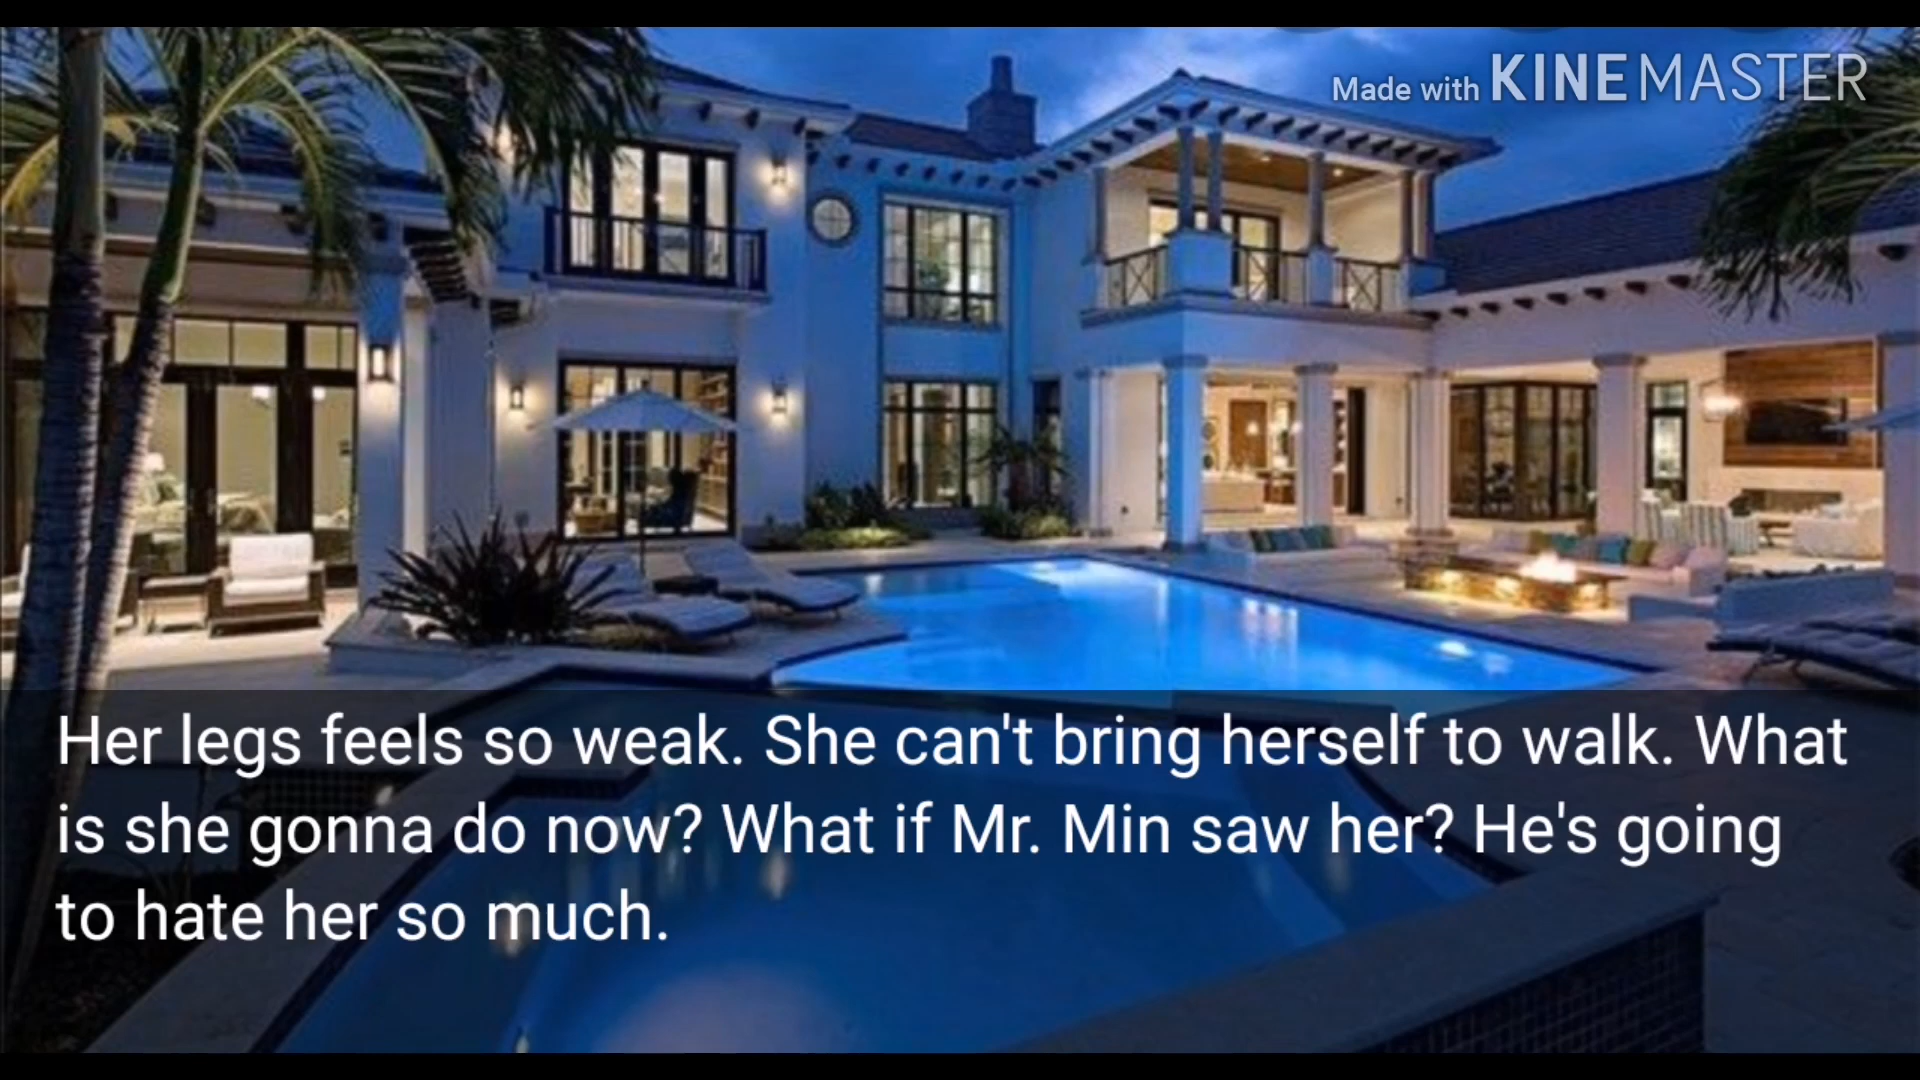 Made with KINEMASTER
Her legs feels so weak. She can't bring herself to walk. What
is she gonna do now? What if Mr. Min saw her? He's going
to hate her so much.